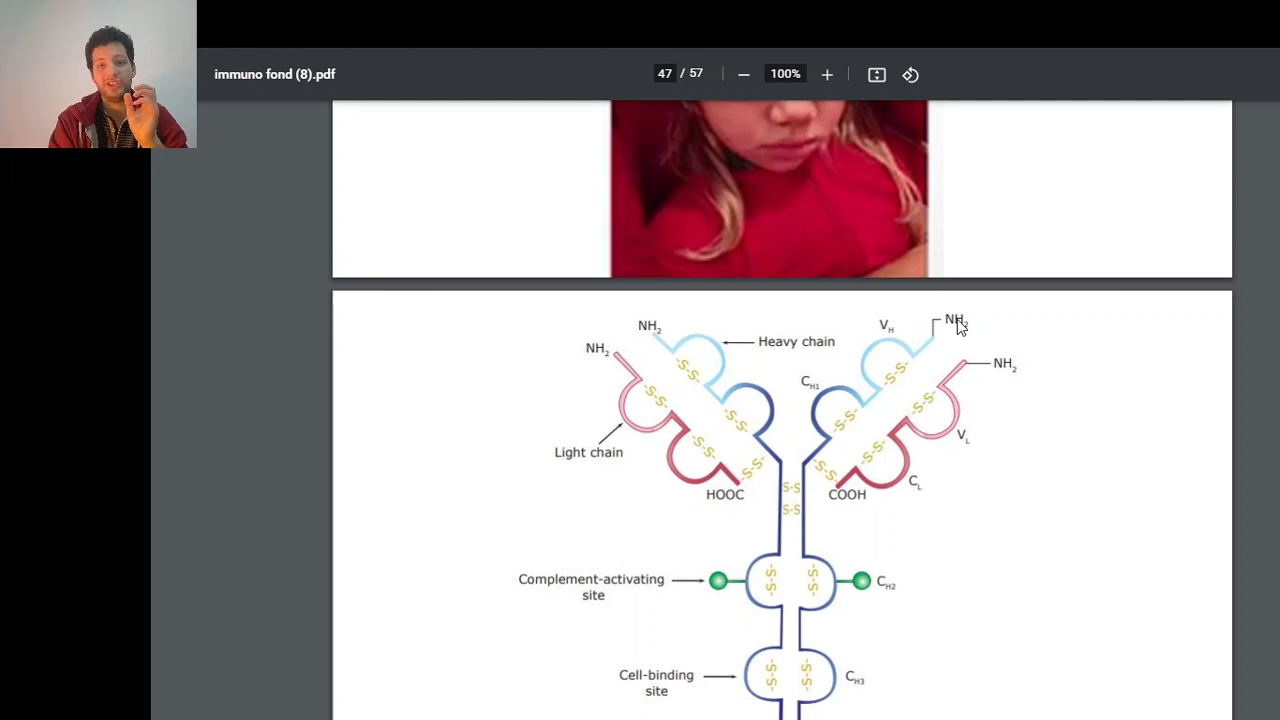 immuno fond (8).pdf
47 / 57
100%
NH2
NH2
Heavy chain
VH
NH2
NH2
CH1
Light chain
VL
S-S
S-S
S-S
S-S
S-S
S-S
S-S
S-S
S-S
S-S
HOOC
COOH
CL
S-S
S-S
Complement-activating
site
S-S
S-S
CH2
Cell-binding
site
S-S
S-S
CH3